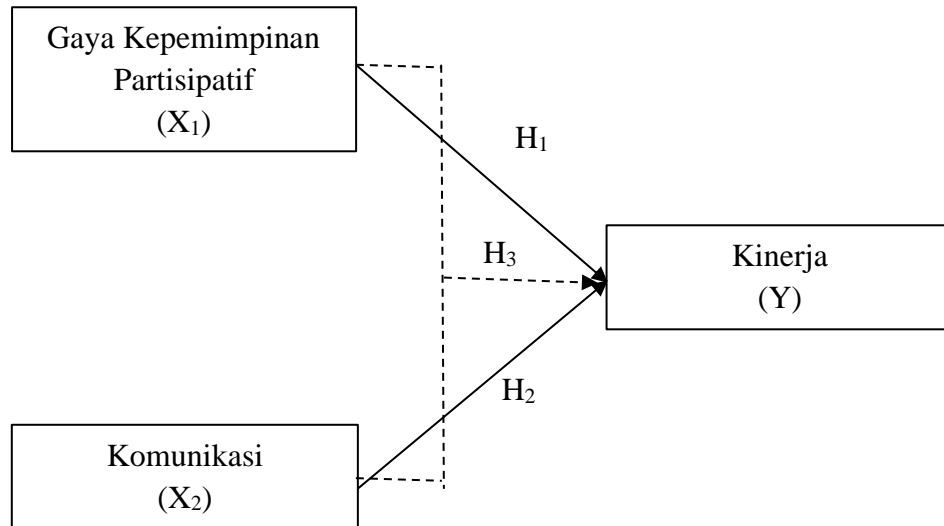 Gaya Kepemimpinan
Partisipatif
(X₁)
H₁
H₃
Kinerja
(Y)
H₂
Komunikasi
(X₂)